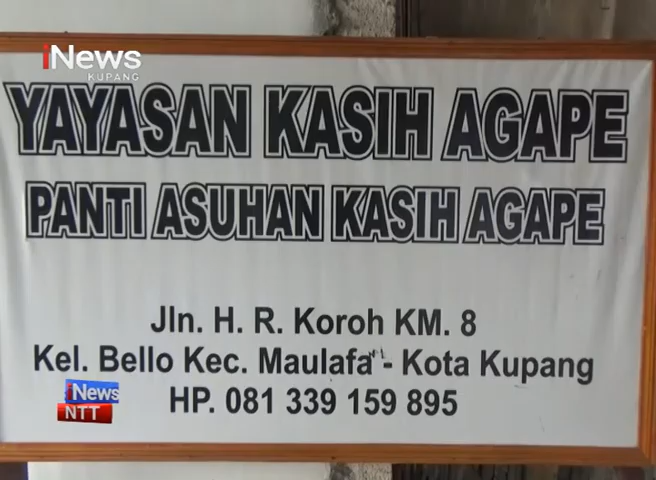 iNews
KUPANG
YAYASAN KASIH AGAPE
PANTI ASUHAN KASIH AGAPE
Jln. H. R. Koroh KM. 8
Kel. Bello Kec. Maulafa - Kota Kupang
HP. 081 339 159 895
iNews
NTT